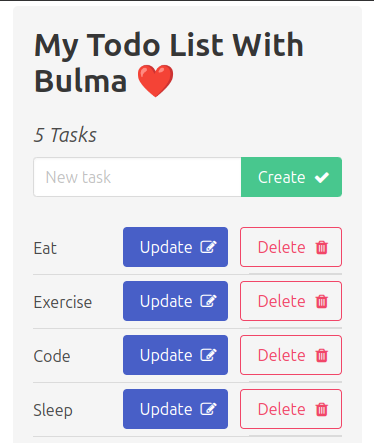 My Todo List With
Bulma ❤️
5 Tasks
New task Create
Eat Update Delete
Exercise Update Delete
Code Update Delete
Sleep Update Delete